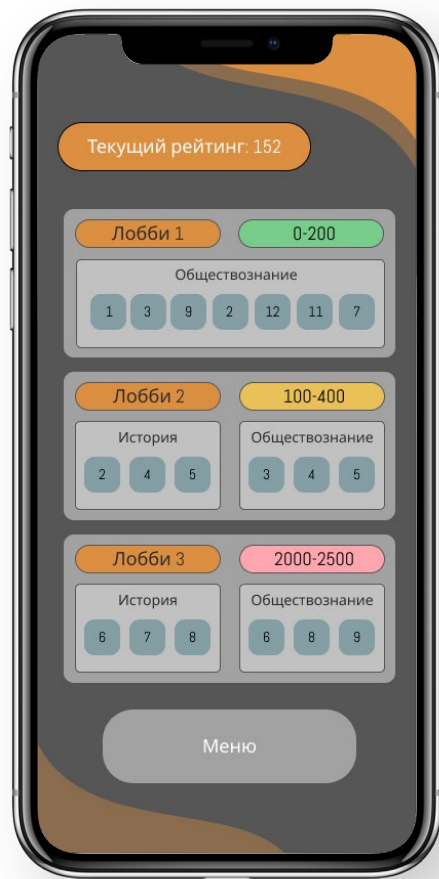 Текущий рейтинг: 152
Лобби 1 0-200
Обществознание
1 3 9 2 12 11 7
Лобби 2 100-400
История Обществознание
2 4 5 3 4 5
Лобби 3 2000-2500
История Обществознание
6 7 8 6 8 9
Меню